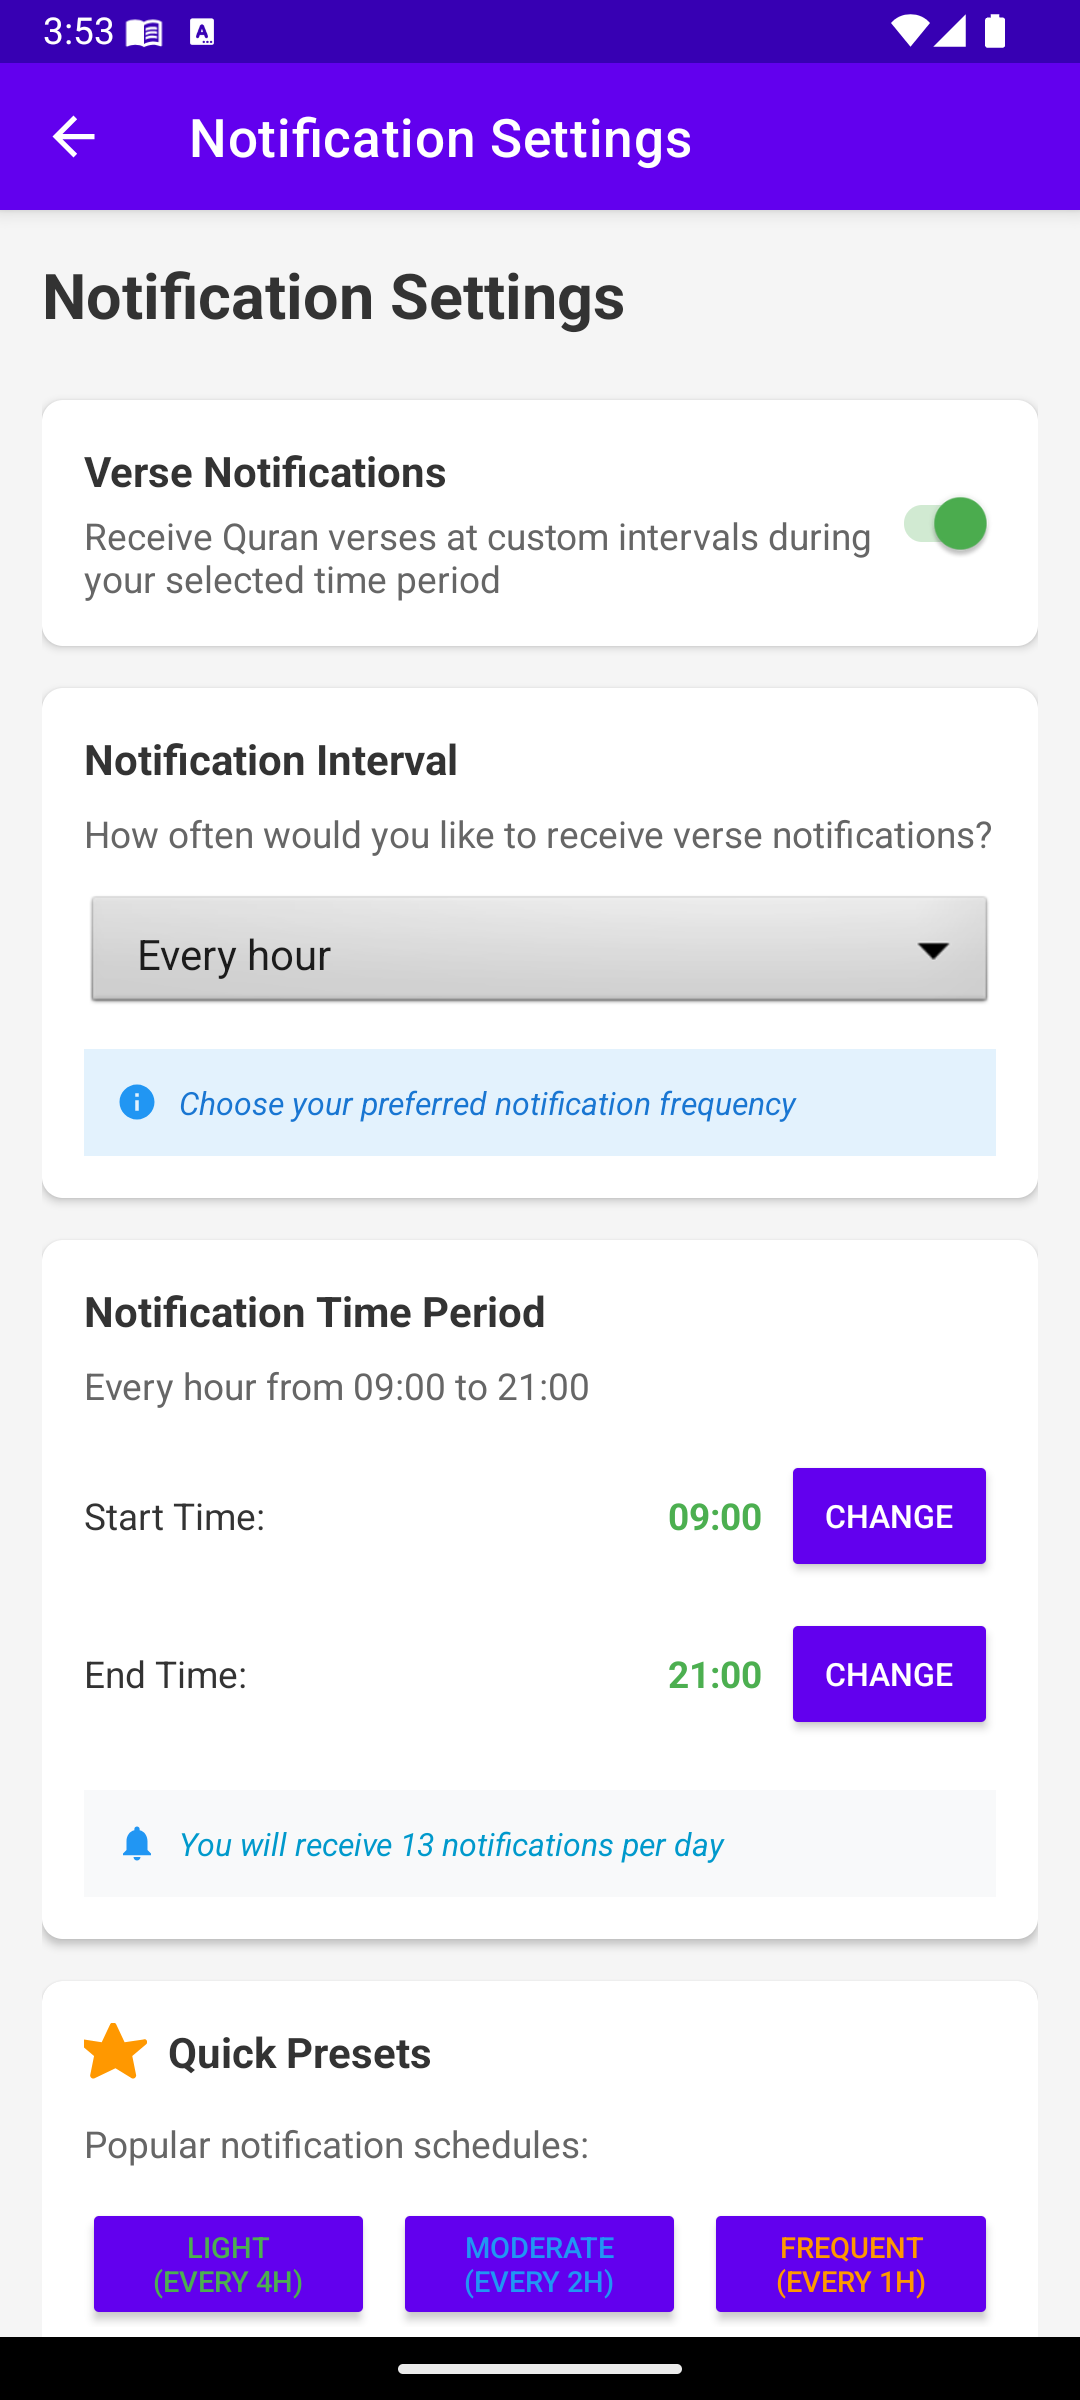 3:53
Notification Settings
Notification Settings
Verse Notifications
Receive Quran verses at custom intervals during
your selected time period
Notification Interval
How often would you like to receive verse notifications?
Every hour
Choose your preferred notification frequency
Notification Time Period
Every hour from 09:00 to 21:00
Start Time: 09:00 CHANGE
End Time: 21:00 CHANGE
You will receive 13 notifications per day
Quick Presets
Popular notification schedules:
LIGHT
(EVERY 4H)
MODERATE
(EVERY 2H)
FREQUENT
(EVERY 1H)